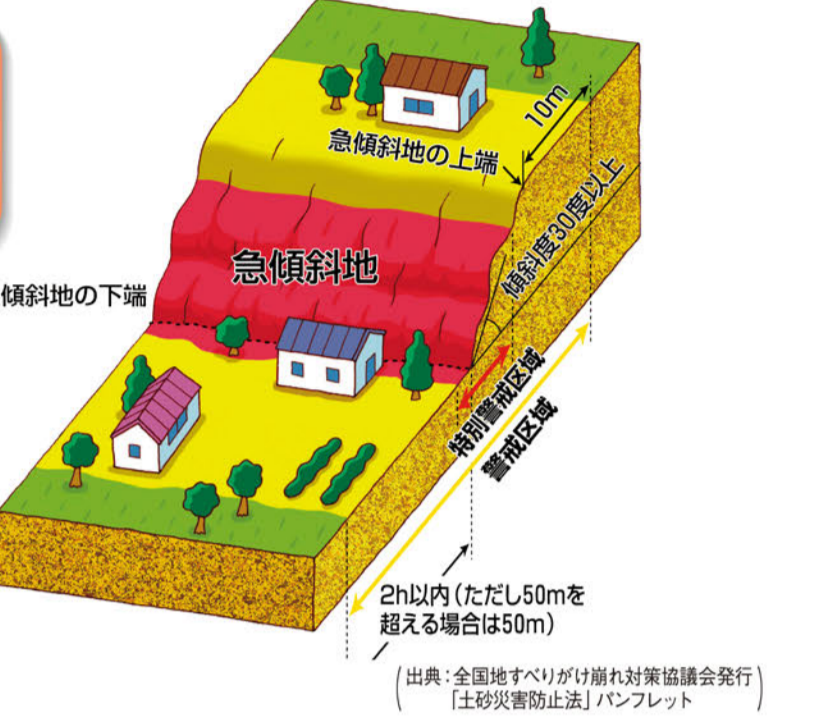 10m
急傾斜地の上端
傾斜度30度以上
急傾斜地
傾斜地の下端
特別警戒区域
警戒区域
2h以内（ただし50mを
超える場合は50m）
（出典：全国地すべりがけ崩れ対策協議会発行
「土砂災害防止法」パンフレット）